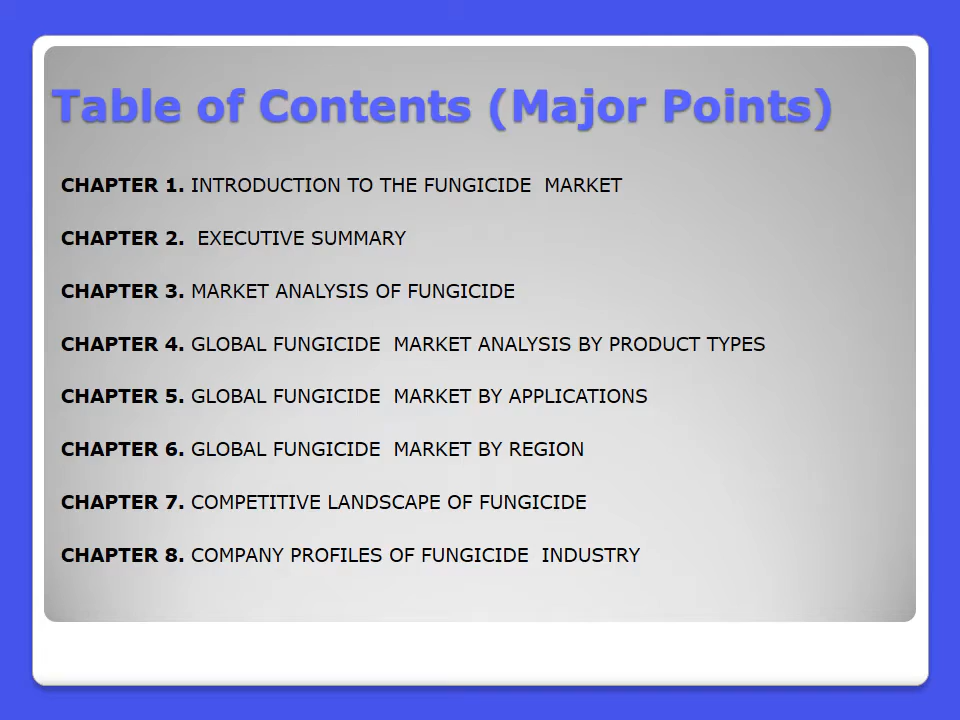 Table of Contents (Major Points)
CHAPTER 1. INTRODUCTION TO THE FUNGICIDE  MARKET
CHAPTER 2.  EXECUTIVE SUMMARY
CHAPTER 3. MARKET ANALYSIS OF FUNGICIDE
CHAPTER 4. GLOBAL FUNGICIDE  MARKET ANALYSIS BY PRODUCT TYPES
CHAPTER 5. GLOBAL FUNGICIDE  MARKET BY APPLICATIONS
CHAPTER 6. GLOBAL FUNGICIDE  MARKET BY REGION
CHAPTER 7. COMPETITIVE LANDSCAPE OF FUNGICIDE
CHAPTER 8. COMPANY PROFILES OF FUNGICIDE  INDUSTRY